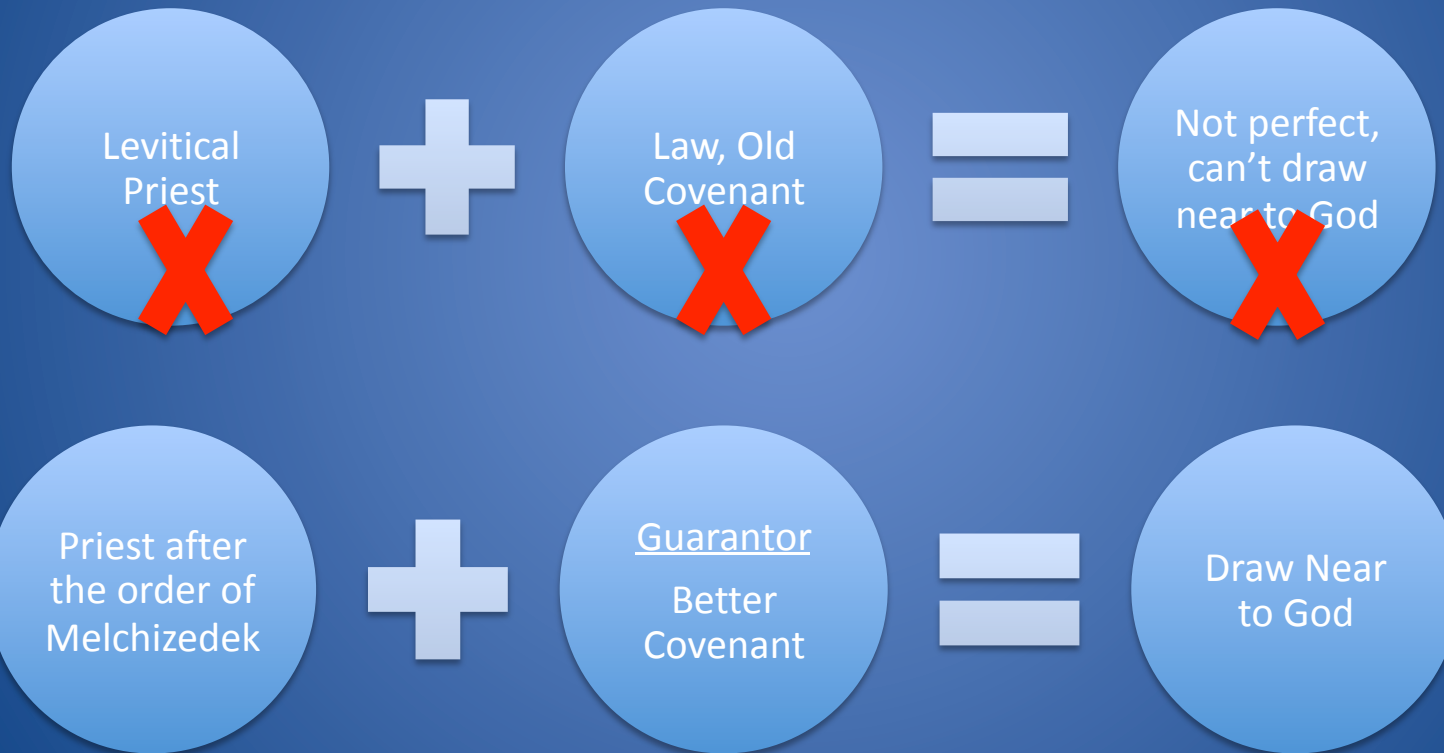 Levitical
Priest
Law, Old
Covenant
Not perfect,
can’t draw
near to God
Priest after
the order of
Melchizedek
Guarantor
Better
Covenant
Draw Near
to God